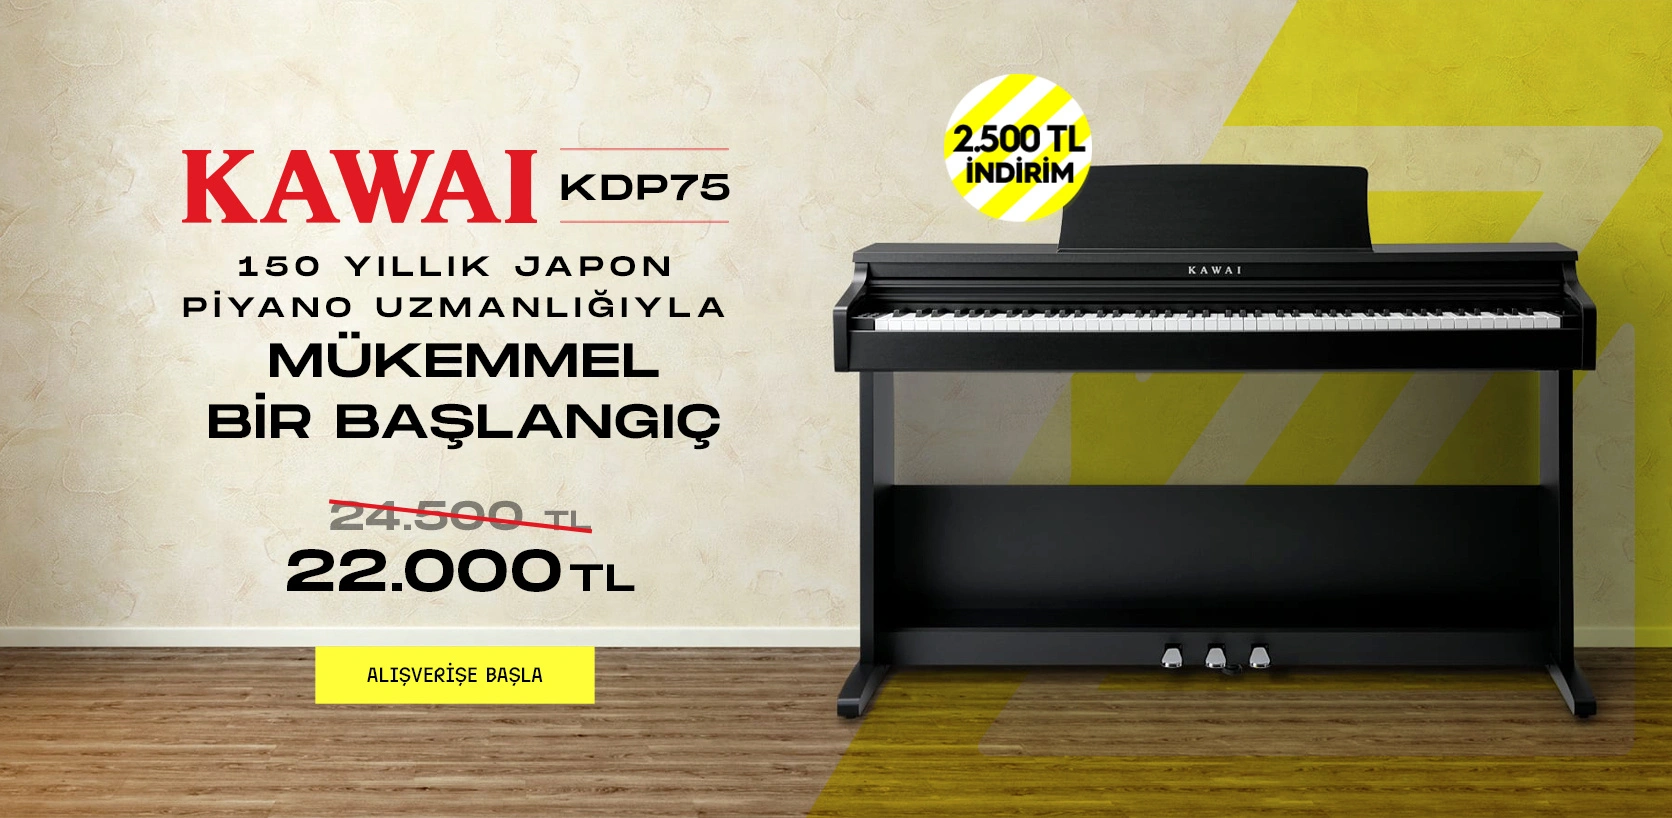 KAWAI KDP75
150 YILLIK JAPON
PİYANO UZMANLIĞIYLA
MÜKEMMEL
BİR BAŞLANGIÇ
24.500 TL
22.000 TL
ALIŞVERİŞE BAŞLA
2.500 TL
İNDİRİM
KAWAI